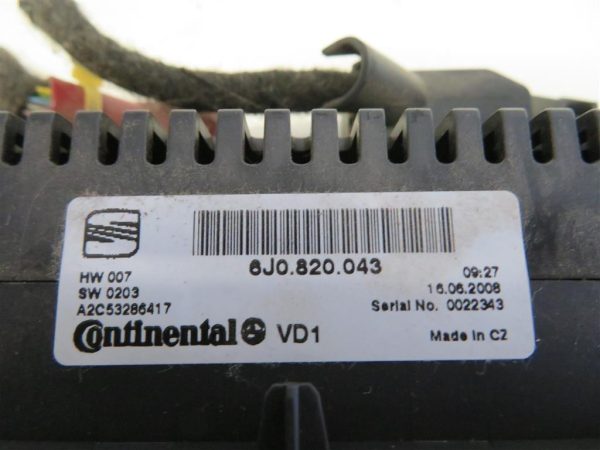 6J0.820.043
HW 007 09:27
SW 0203 16.06.2008
A2C53286417 Serial No. 0022343
Continental VD1 Made in C2